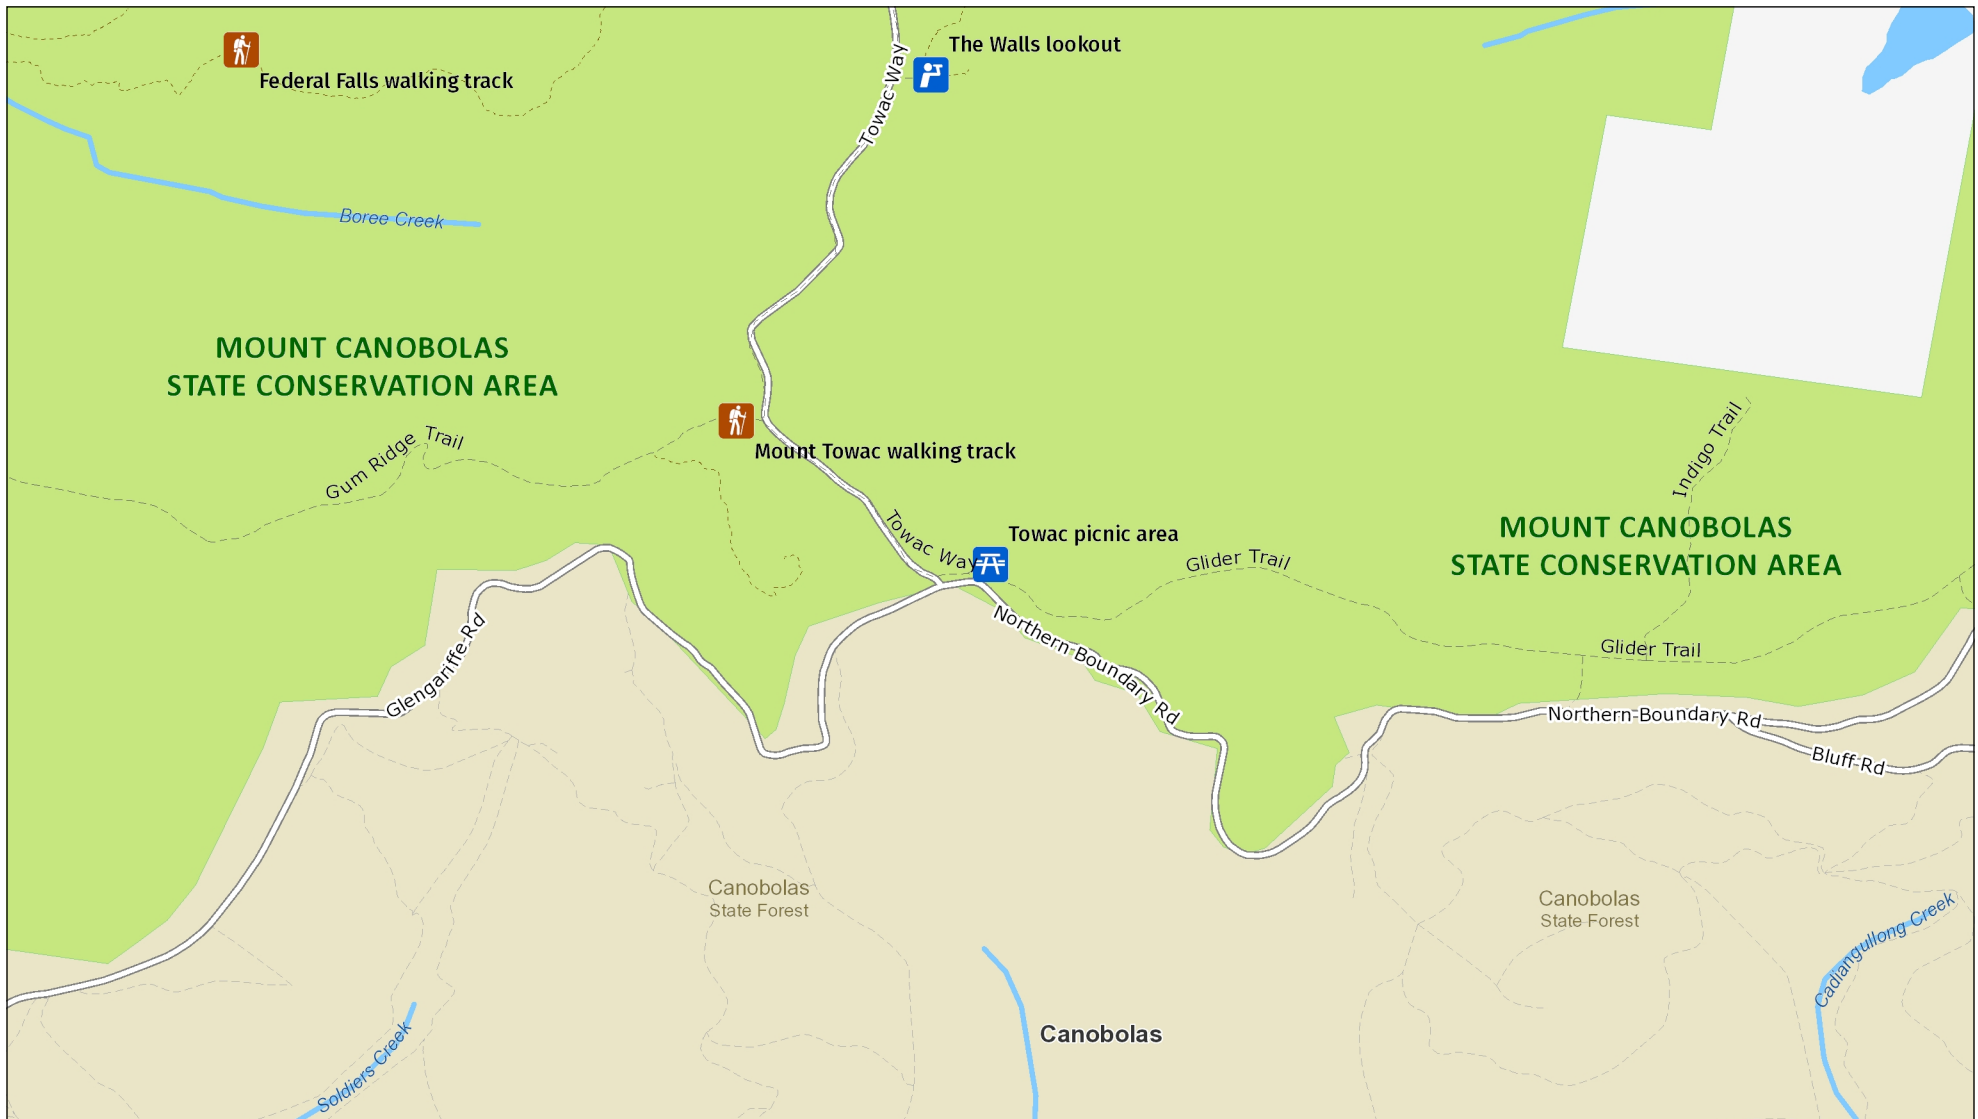 The Walls lookout
Federal Falls walking track
Towac Way
Boree Creek
MOUNT CANOBOLAS
STATE CONSERVATION AREA
Gum Ridge Trail
Mount Towac walking track
Indigo Trail
MOUNT CANOBOLAS
STATE CONSERVATION AREA
Towac Way
Towac picnic area
Glider Trail
Glider Trail
Northern Boundary Rd
Glengariffe Rd
Northern Boundary Rd
Bluff Rd
Canobolas
State Forest
Canobolas
State Forest
Cadiangullong Creek
Canobolas
Soldiers Creek